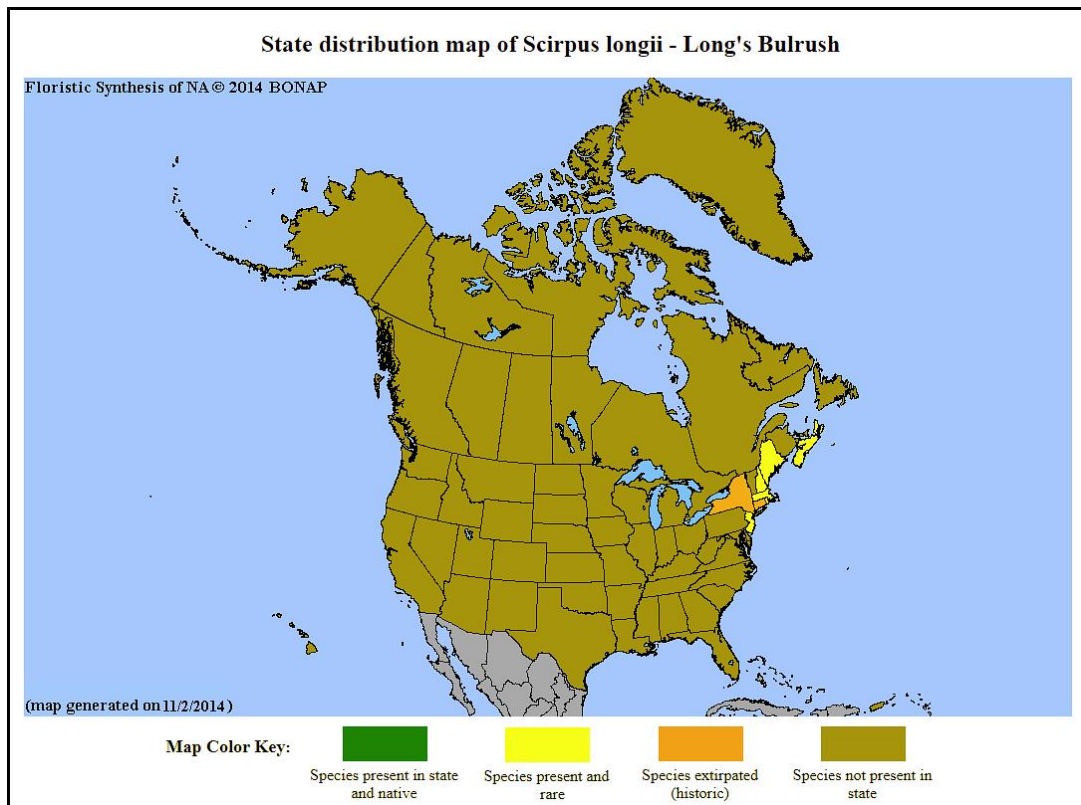 State distribution map of Scirpus longii - Long's Bulrush
Floristic Synthesis of NA © 2014 BONAP
(map generated on 11/2/2014)
Map Color Key:
Species present in state
and native
Species present and
rare
Species extirpated
(historic)
Species not present in
state